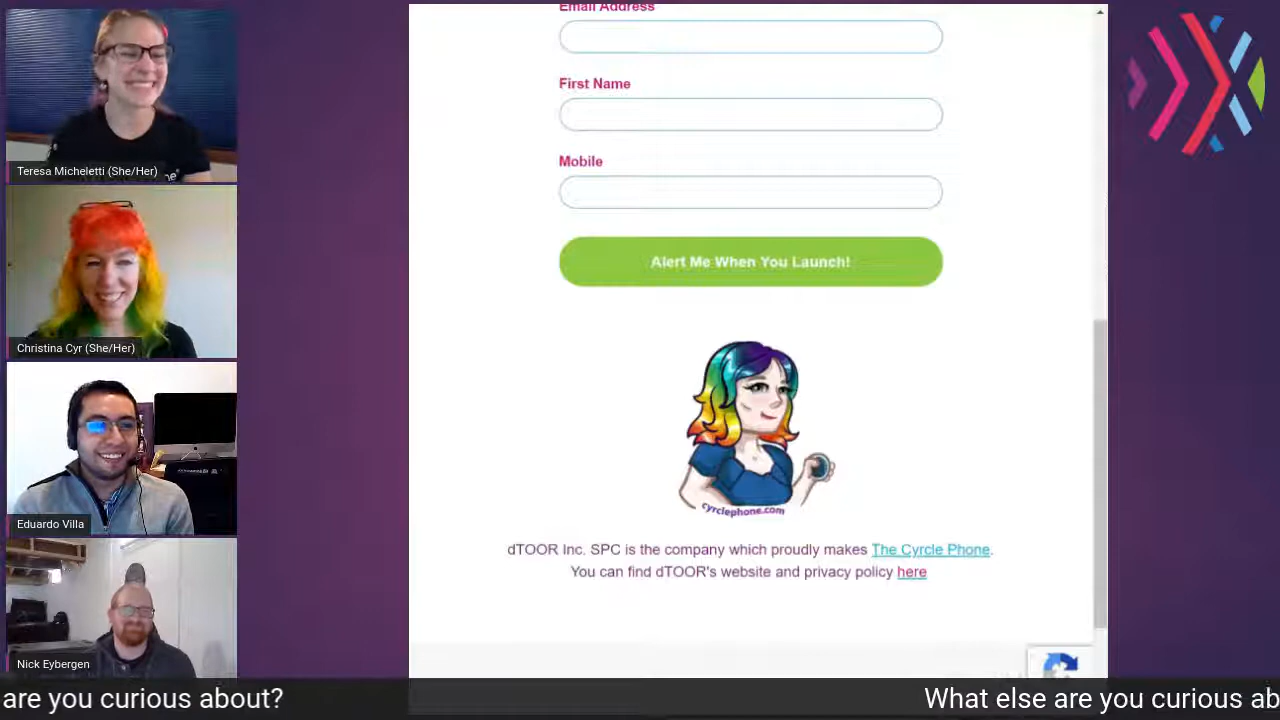 Email Address
First Name
Mobile
Alert Me When You Launch!
cyrclephone.com
dTOOR Inc. SPC is the company which proudly makes The Cyrcle Phone.
You can find dTOOR's website and privacy policy here
Teresa Micheletti (She/Her)
Christina Cyr (She/Her)
Eduardo Villa
Nick Eybergen
are you curious about?
What else are you curious ab